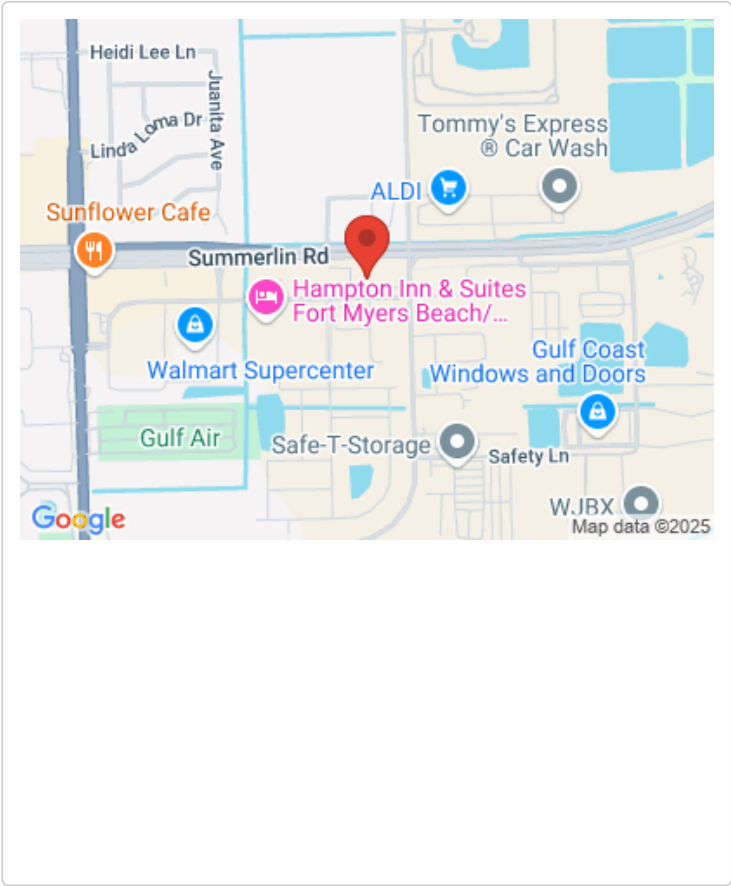 Heidi Lee Ln
Juanita Ave
Linda Loma Dr
Tommy's Express
® Car Wash
ALDI
Sunflower Cafe
Summerlin Rd
Hampton Inn & Suites
Fort Myers Beach/...
Walmart Supercenter
Gulf Coast
Windows and Doors
Gulf Air
Safe-T-Storage
Safety Ln
WJBX
Google
Map data ©2025